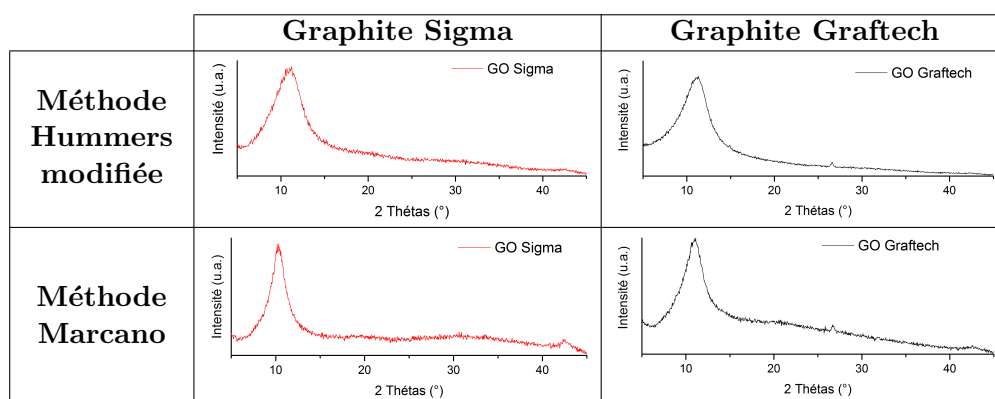 Graphite Sigma
Graphite Graftech
Méthode
Hummers
modifiée
Intensité (u.a.)
GO Sigma
10 20 30 40
2 Thétas (°)
Intensité (u.a.)
GO Graftech
10 20 30 40
2 Thétas (°)
Méthode
Marcano
Intensité (u.a.)
GO Sigma
10 20 30 40
2 Thétas (°)
Intensité (u.a.)
GO Graftech
10 20 30 40
2 Thétas (°)